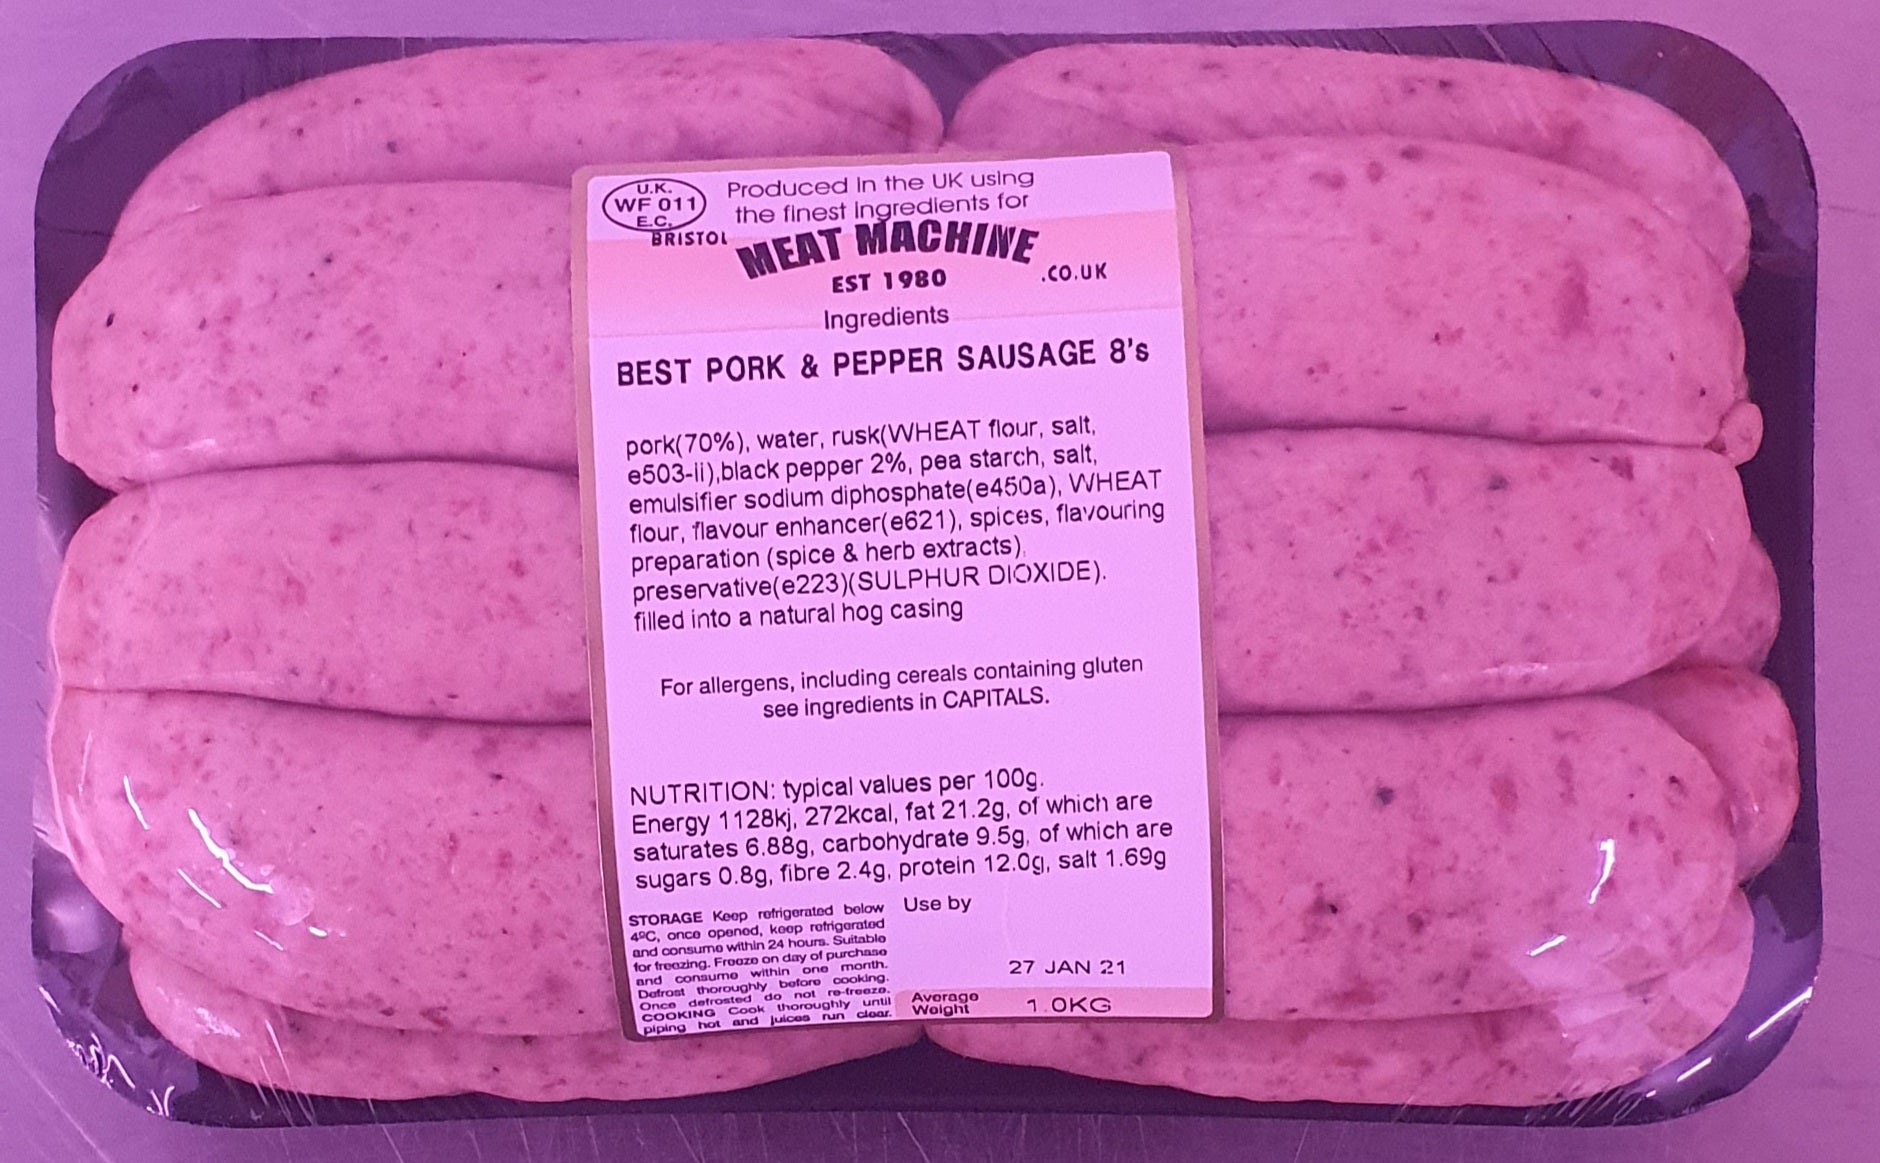 U.K.
WF 011
E.C.
BRISTOL
Produced in the UK using
the finest ingredients for
MEAT MACHINE
EST 1980
.CO.UK
Ingredients
BEST PORK & PEPPER SAUSAGE 8's
pork(70%), water, rusk(WHEAT flour, salt,
e503-ii),black pepper 2%, pea starch, salt,
emulsifier sodium diphosphate(e450a), WHEAT
flour, flavour enhancer(e621), spices, flavouring
preparation (spice & herb extracts),
preservative(e223)(SULPHUR DIOXIDE).
filled into a natural hog casing
For allergens, including cereals containing gluten
see ingredients in CAPITALS.
NUTRITION: typical values per 100g.
Energy 1128kj, 272kcal, fat 21.2g, of which are
saturates 6.88g, carbohydrate 9.5g, of which are
sugars 0.8g, fibre 2.4g, protein 12.0g, salt 1.69g
STORAGE Keep refrigerated below
4ºC, once opened, keep refrigerated
and consume within 24 hours. Suitable
for freezing. Freeze on day of purchase
and consume within one month.
Defrost thoroughly before cooking.
Once defrosted do not re-freeze.
COOKING Cook thoroughly until
piping hot and juices run clear.
Use by
27 JAN 21
Average
Weight
1.0KG